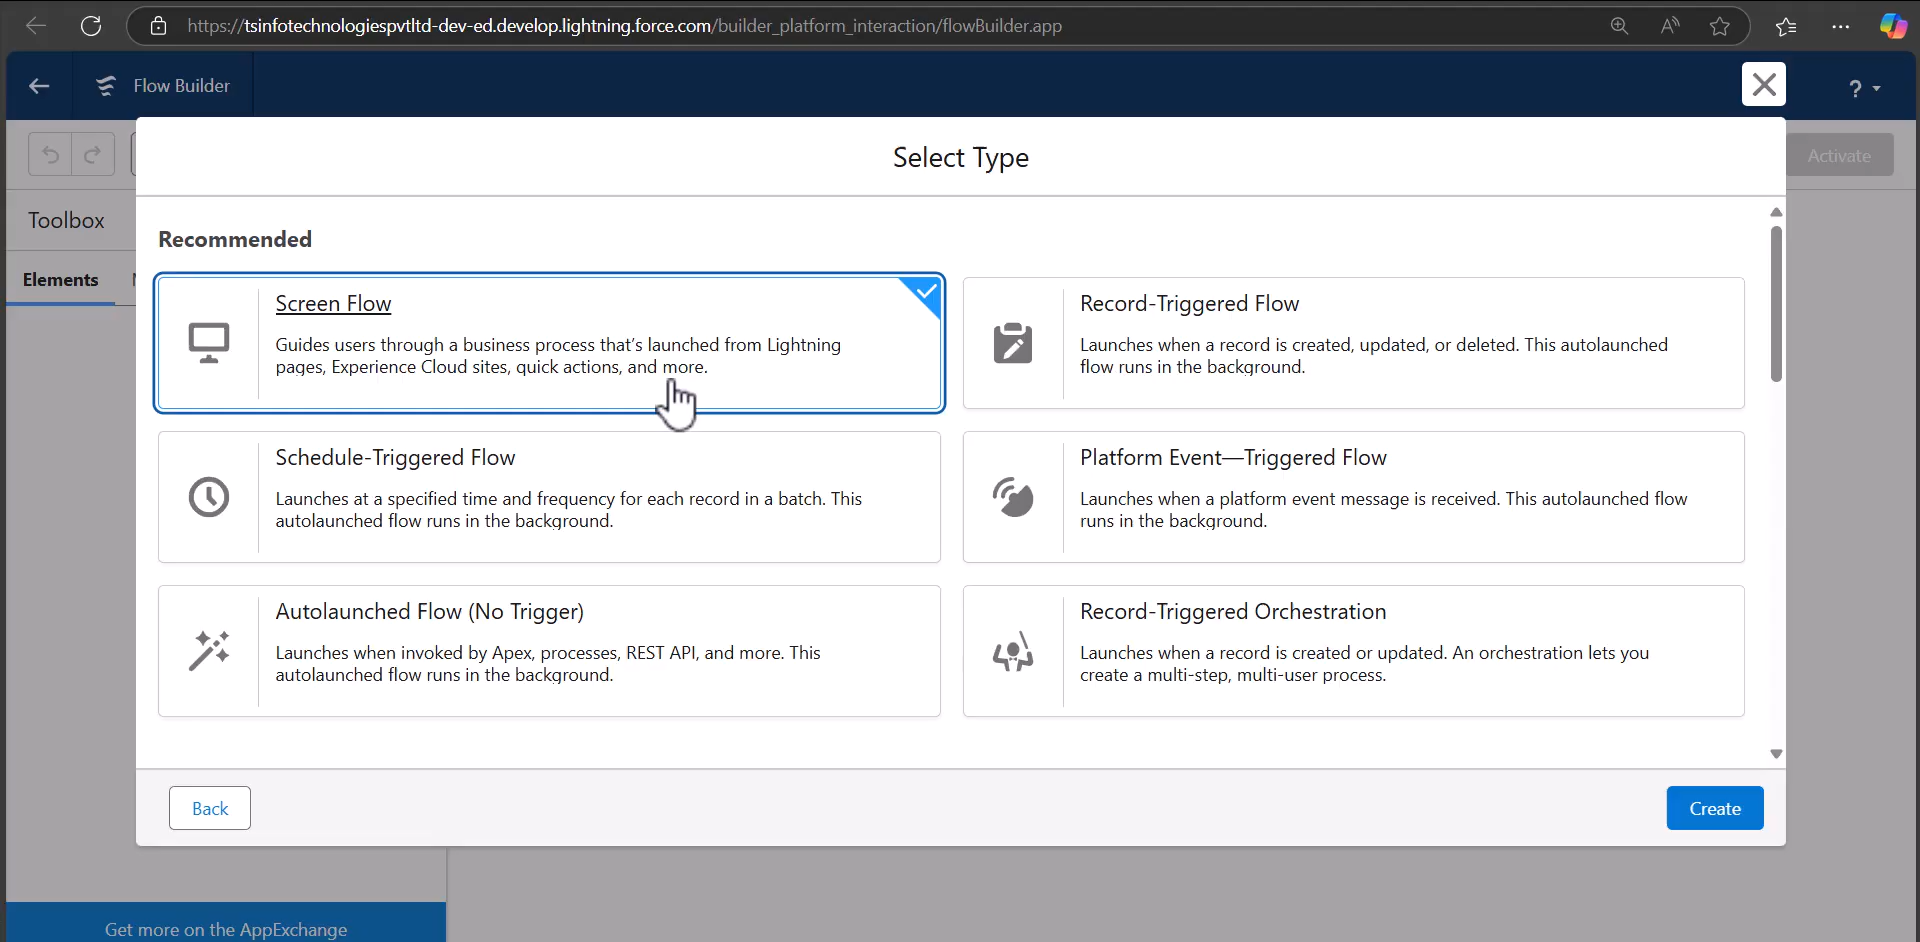 https://tsinfotechnologiespvtltd-dev-ed.develop.lightning.force.com/builder_platform_interaction/flowBuilder.app
Flow Builder
?
Select Type
Activate
Toolbox
Recommended
Elements
Screen Flow
Guides users through a business process that's launched from Lightning
pages, Experience Cloud sites, quick actions, and more.
Record-Triggered Flow
Launches when a record is created, updated, or deleted. This autolaunched
flow runs in the background.
Schedule-Triggered Flow
Launches at a specified time and frequency for each record in a batch. This
autolaunched flow runs in the background.
Platform Event—Triggered Flow
Launches when a platform event message is received. This autolaunched flow
runs in the background.
Autolaunched Flow (No Trigger)
Launches when invoked by Apex, processes, REST API, and more. This
autolaunched flow runs in the background.
Record-Triggered Orchestration
Launches when a record is created or updated. An orchestration lets you
create a multi-step, multi-user process.
Back
Create
Get more on the AppExchange